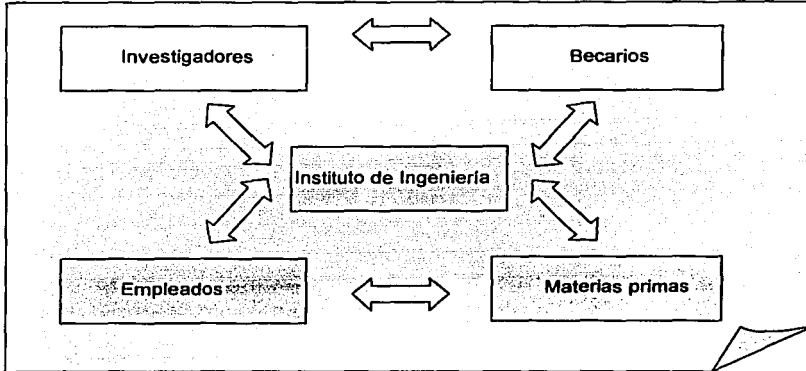 Investigadores
Becarios
Instituto de Ingeniería
Empleados
Materias primas